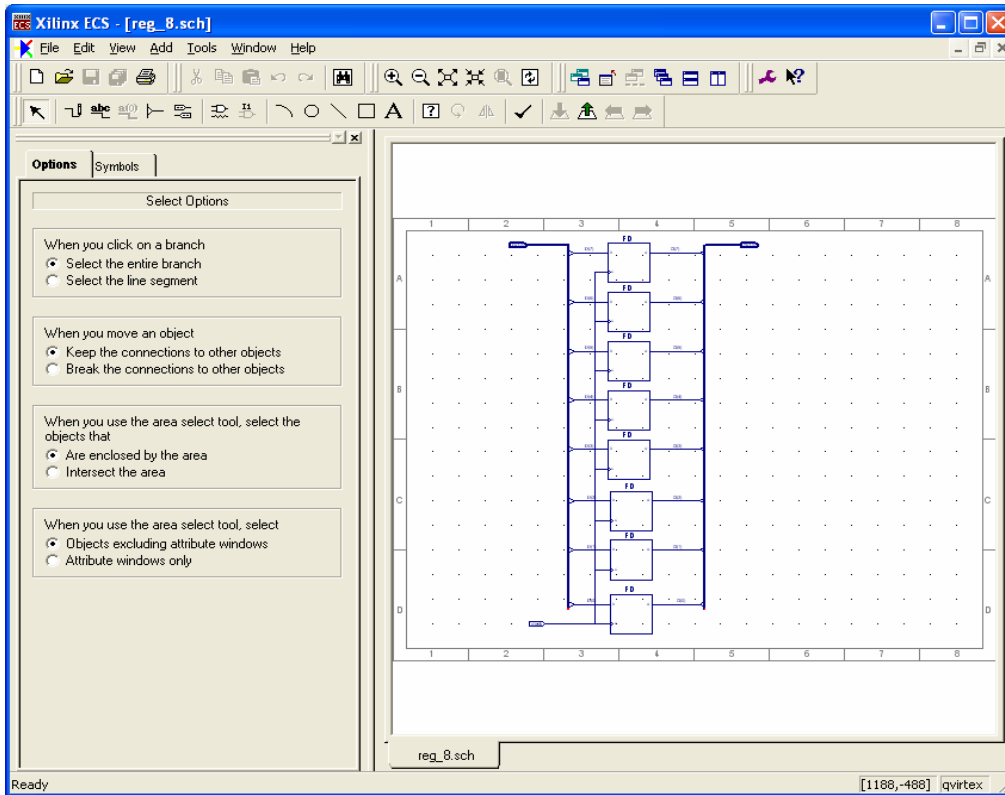 Xilinx ECS - [reg_8.sch]
File Edit View Add Tools Window Help
Options Symbols
Select Options
When you click on a branch
Select the entire branch
Select the line segment
When you move an object
Keep the connections to other objects
Break the connections to other objects
When you use the area select tool, select the
objects that
Are enclosed by the area
Intersect the area
When you use the area select tool, select
Objects excluding attribute windows
Attribute windows only
1 2 3 4 5 6 7 8
A A
B B
C C
D D
FD
FD
FD
FD
FD
FD
FD
FD
1 2 3 4 5 6 7 8
reg_8.sch
Ready [1188,-488] qvirtex